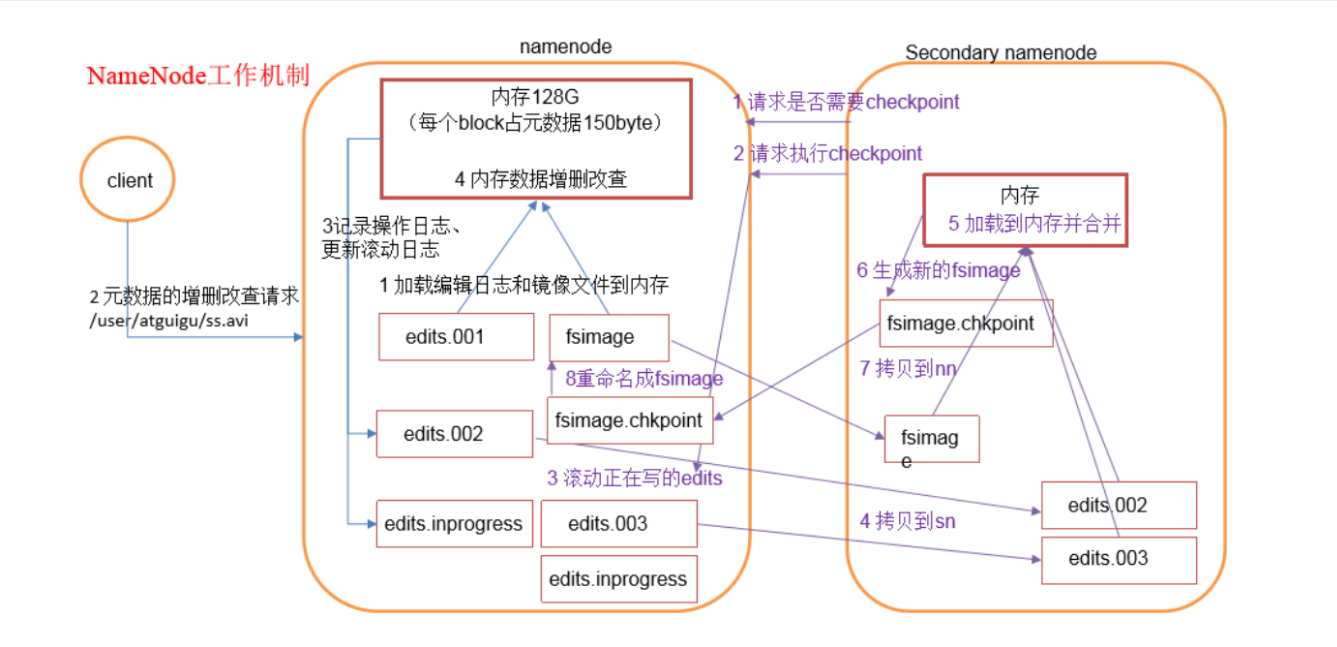 NameNode工作机制
namenode
Secondary namenode
client
2 元数据的增删改查请求
/user/atguigu/ss.avi
内存128G
（每个block占元数据150byte）
4 内存数据增删改查
3记录操作日志、
更新滚动日志
1 加载编辑日志和镜像文件到内存
edits.001
fsimage
8重命名成fsimage
fsimage.chkpoint
edits.002
3 滚动正在写的edits
edits.inprogress
edits.003
edits.inprogress
1 请求是否需要checkpoint
2 请求执行checkpoint
内存
5 加载到内存并合并
6 生成新的fsimage
fsimage.chkpoint
7 拷贝到nn
fsimag
e
4 拷贝到sn
edits.002
edits.003